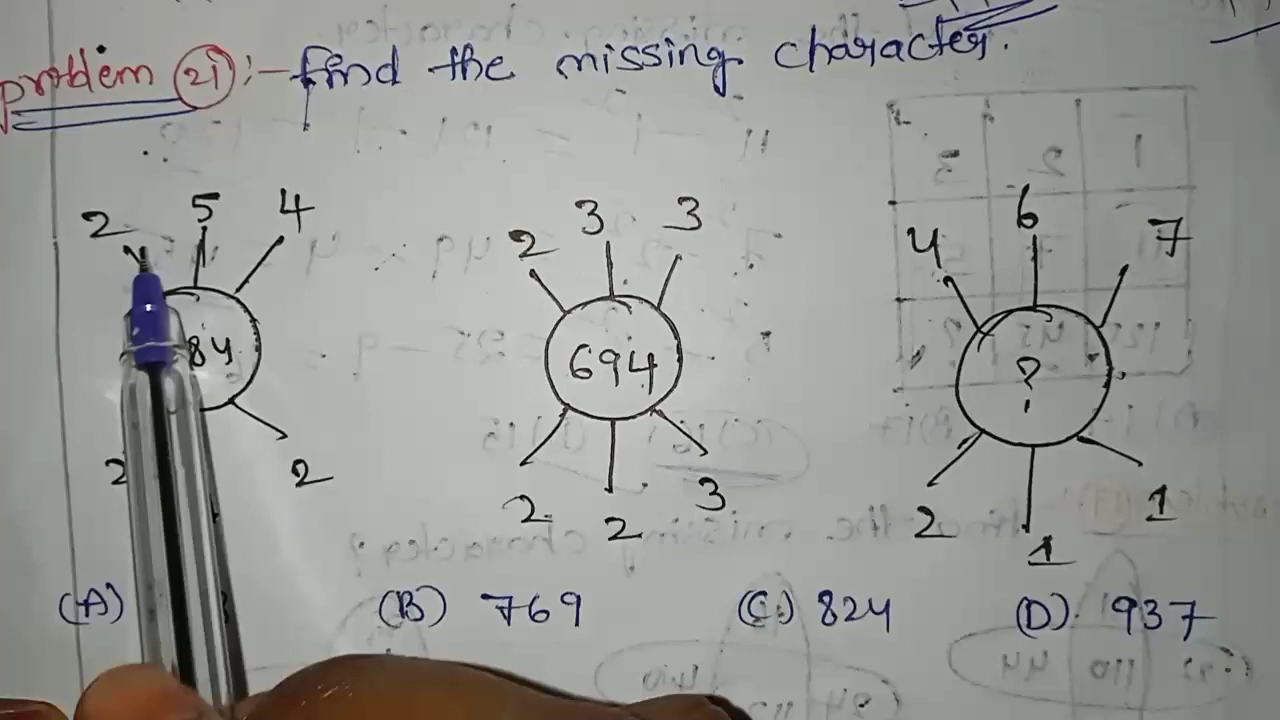 problem (21) :- find the missing character.
2 5 4
84
2 2
2 3 3
694
2 2 3
4 6 7
?
2 1 1
(A) (B) 769 (C) 824 (D) 937